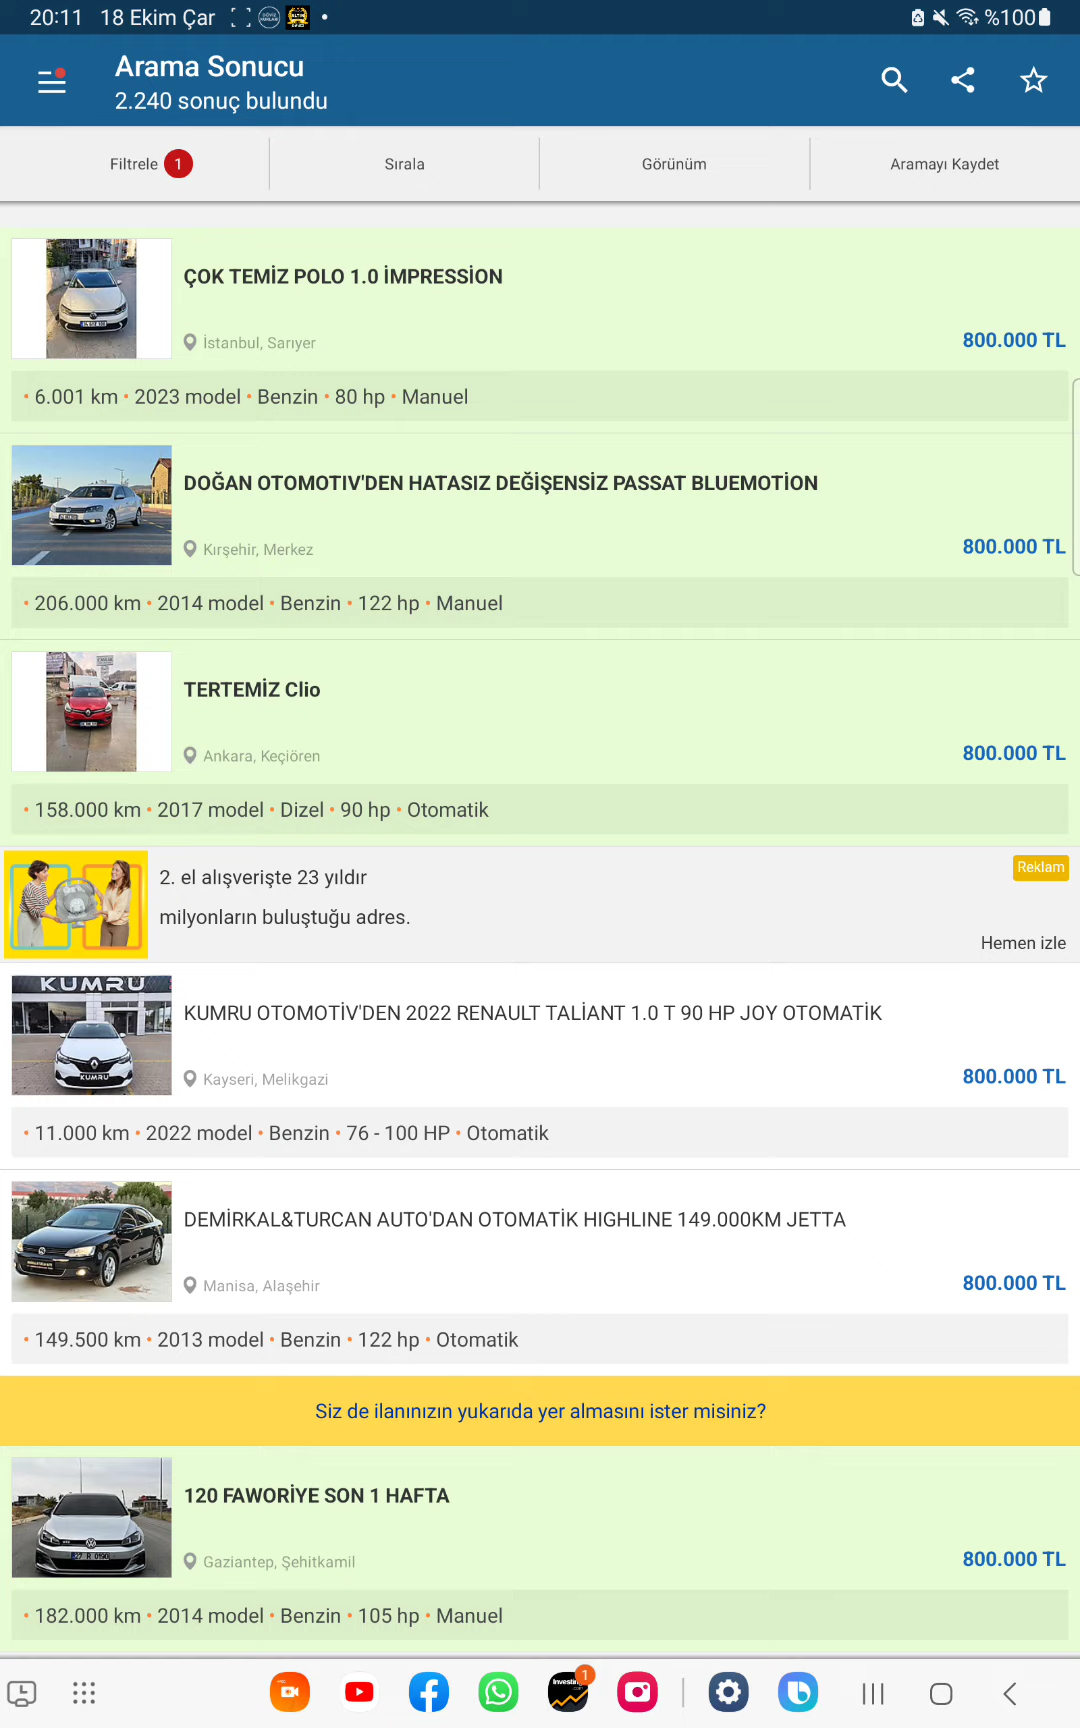 20:11 18 Ekim Çar %100
Arama Sonucu
2.240 sonuç bulundu
Filtrele 1 Sırala Görünüm Aramayı Kaydet
ÇOK TEMİZ POLO 1.0 İMPRESSİON
İstanbul, Sarıyer 800.000 TL
• 6.001 km • 2023 model • Benzin • 80 hp • Manuel
DOĞAN OTOMOTIV'DEN HATASIZ DEĞİŞENSİZ PASSAT BLUEMOTİON
Kırşehir, Merkez 800.000 TL
• 206.000 km • 2014 model • Benzin • 122 hp • Manuel
TERTEMİZ Clio
Ankara, Keçiören 800.000 TL
• 158.000 km • 2017 model • Dizel • 90 hp • Otomatik
2. el alışverişte 23 yıldır Reklam
milyonların buluştuğu adres.
Hemen izle
KUMRU
KUMRU OTOMOTİV'DEN 2022 RENAULT TALİANT 1.0 T 90 HP JOY OTOMATİK
KUMRU
Kayseri, Melikgazi 800.000 TL
• 11.000 km • 2022 model • Benzin • 76 - 100 HP • Otomatik
DEMİRKAL&TURCAN AUTO'DAN OTOMATİK HIGHLINE 149.000KM JETTA
Manisa, Alaşehir 800.000 TL
• 149.500 km • 2013 model • Benzin • 122 hp • Otomatik
Siz de ilanınızın yukarıda yer almasını ister misiniz?
120 FAWORİYE SON 1 HAFTA
Gaziantep, Şehitkamil 800.000 TL
• 182.000 km • 2014 model • Benzin • 105 hp • Manuel
Investing
.com
1